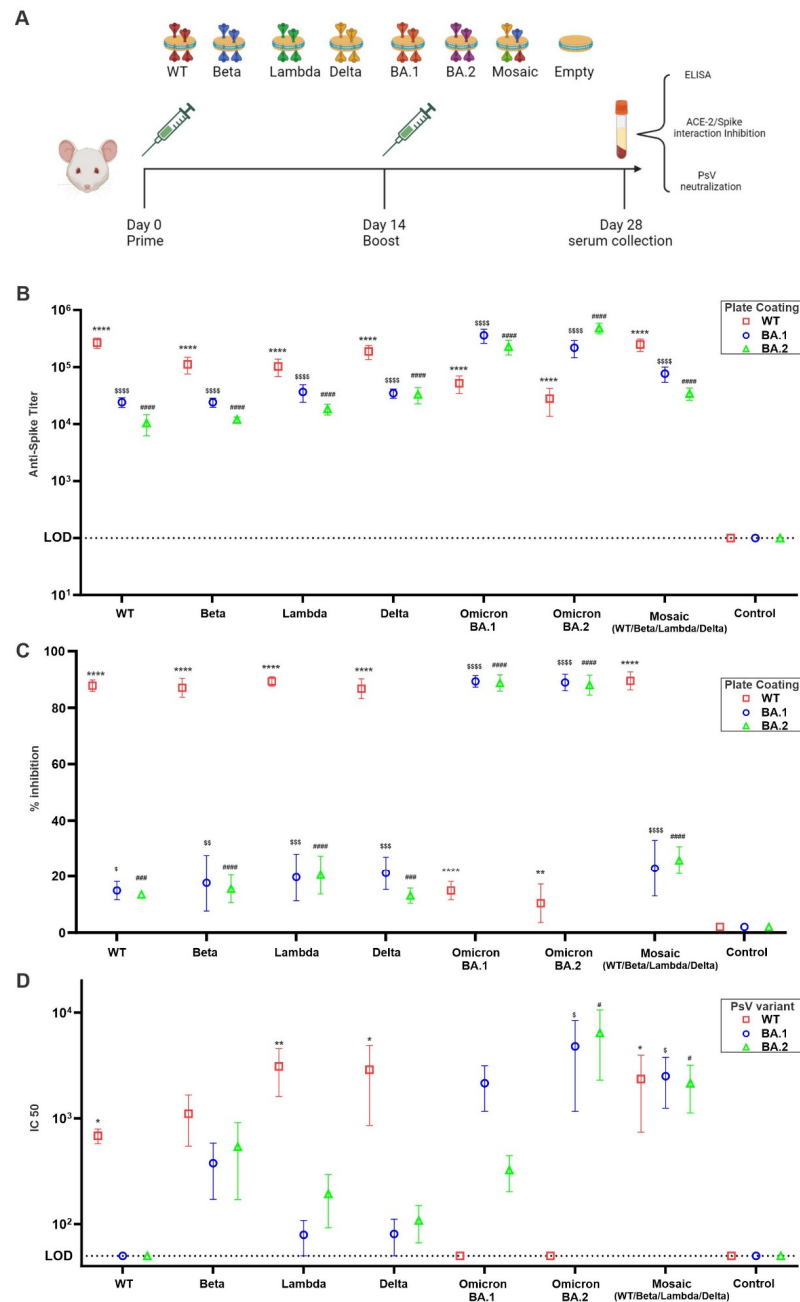 A
WT Beta Lambda Delta BA.1 BA.2 Mosaic Empty
ELISA
ACE-2/Spike
interaction Inhibition
PsV
neutralization
Day 0
Prime
Day 14
Boost
Day 28
serum collection
B
Plate Coating
WT
BA.1
BA.2
Anti-Spike Titer
10⁶
10⁵
10⁴
10³
LOD
10¹
**** $$$$ ####
**** $$$$ ####
**** $$$$ ####
**** $$$$ ####
**** $$$$ ####
**** $$$$ ####
**** $$$$ ####
WT Beta Lambda Delta Omicron BA.1 Omicron BA.2 Mosaic (WT/Beta/Lambda/Delta) Control
C
Plate Coating
WT
BA.1
BA.2
% inhibition
100
80
60
40
20
0
**** $ ###
**** $$ ####
**** $$$ ####
**** $$$ ###
**** $$$$ ####
** $$$$ ####
**** $$$$ ####
WT Beta Lambda Delta Omicron BA.1 Omicron BA.2 Mosaic (WT/Beta/Lambda/Delta) Control
D
PsV variant
WT
BA.1
BA.2
IC 50
10⁴
10³
10²
LOD
*
**
*
$ #
* $ #
WT Beta Lambda Delta Omicron BA.1 Omicron BA.2 Mosaic (WT/Beta/Lambda/Delta) Control